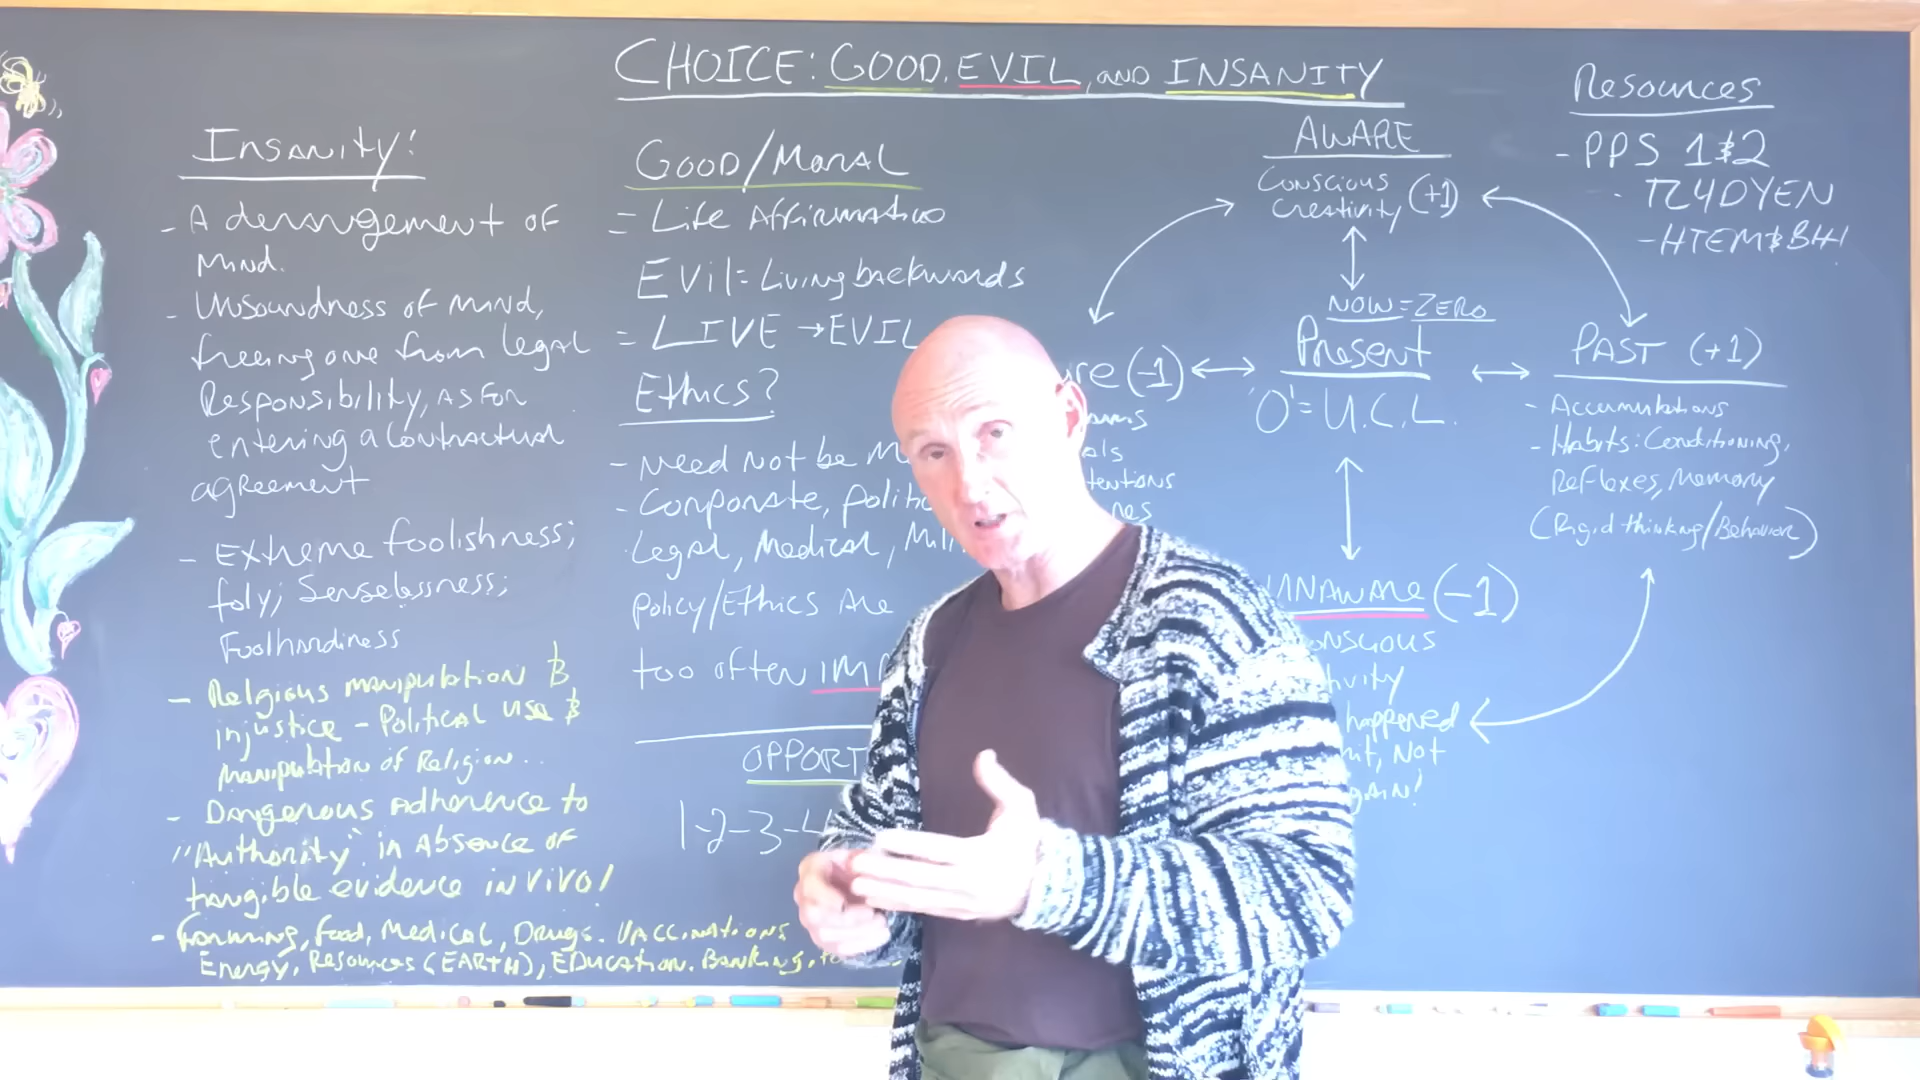 CHOICE: GOOD, EVIL, AND INSANITY
Insanity!
- A derangement of
mind.
- Unsoundness of mind,
freeing one from legal
Responsibility, as for
entering a contractual
agreement
- Extreme foolishness;
foly; Senselessness;
Foolhardiness
- Religious manipulation &
injustice - Political use &
manipulation of Religion..
- Dangerous Adherence to
"Authority" in Absence of
tangible evidence in VIVO!
- Farming, Food, Medical, Drugs. VACCINATIONS
Energy, Resources (EARTH), EDucation. Banking,
GOOD/MORAL
= Life Affirmative
Evil = Living backwards
= LIVE → EVIL
Ethics?
- Need Not be
- Corporate,
Legal, Medical,
policy/Ethics Are
too often
1-2-3-4
AWARE
Conscious
Creativity (+1)
NOW = ZERO
Present
'O' = U.C.L.
(-1)
UNAWARE (-1)
happened
Not
PAST (+1)
- Accumulations
- Habits: Conditioning,
Reflexes, Memory
(Rigid thinking/Behavior)
Resources
- PPS 1&2
- TL4DYEN
- HTEM&BH!